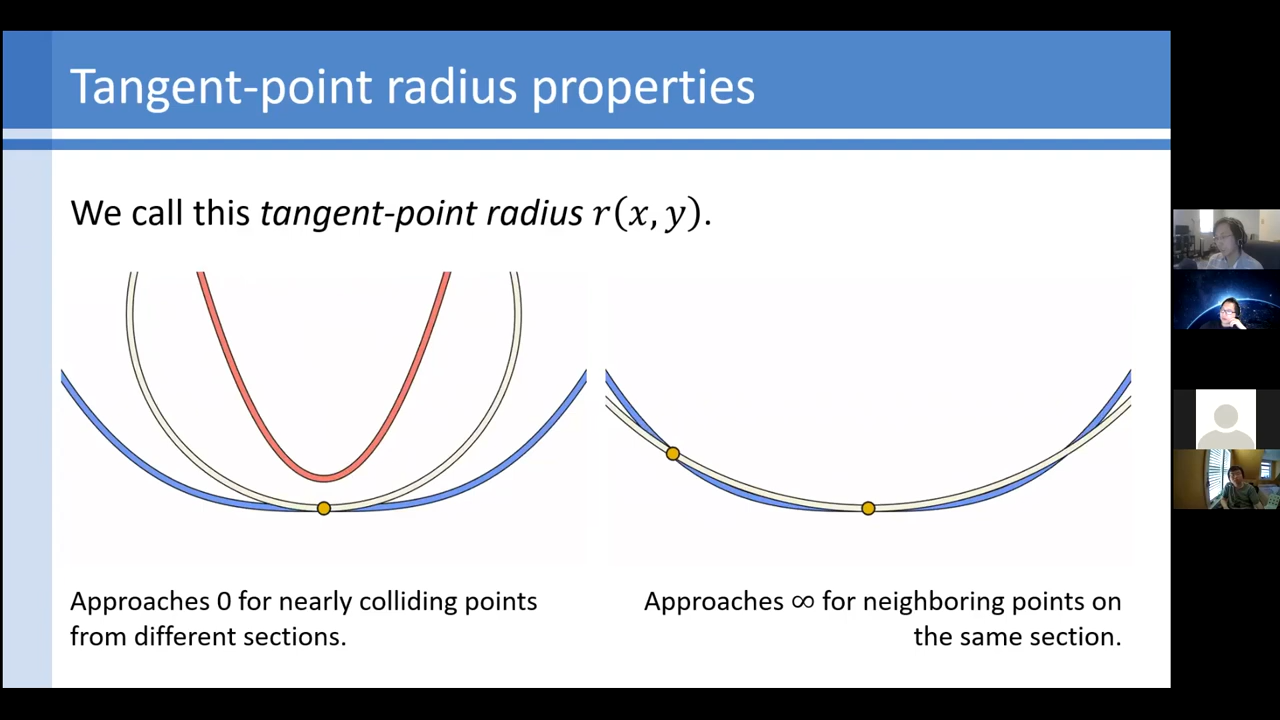 Tangent-point radius properties
We call this tangent-point radius r(x, y).
Approaches 0 for nearly colliding points
from different sections.
Approaches ∞ for neighboring points on
the same section.